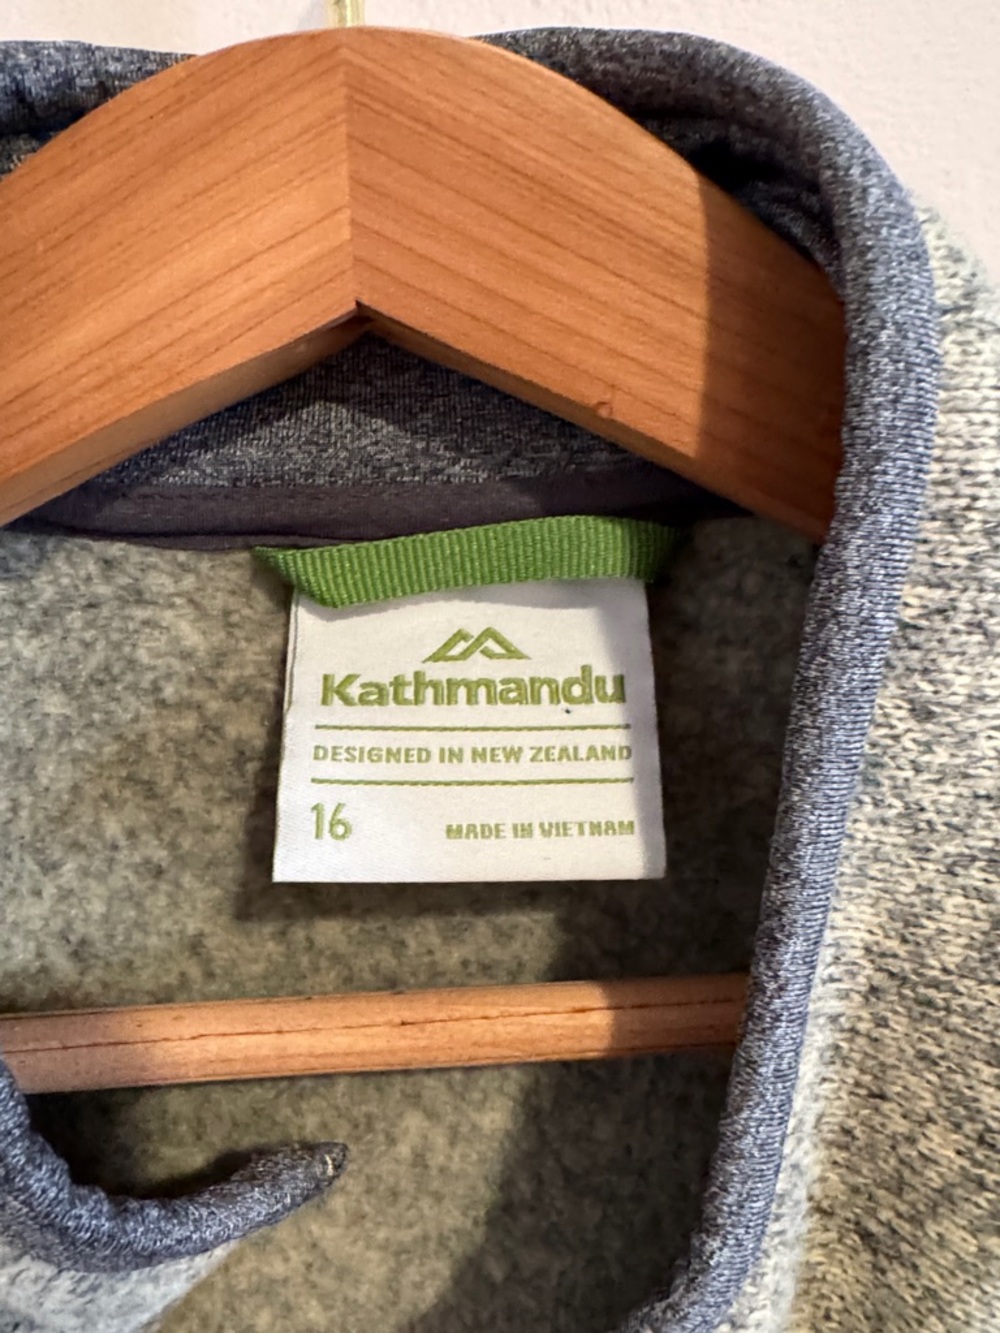 Kathmandu
DESIGNED IN NEW ZEALAND
16 MADE IN VIETNAM